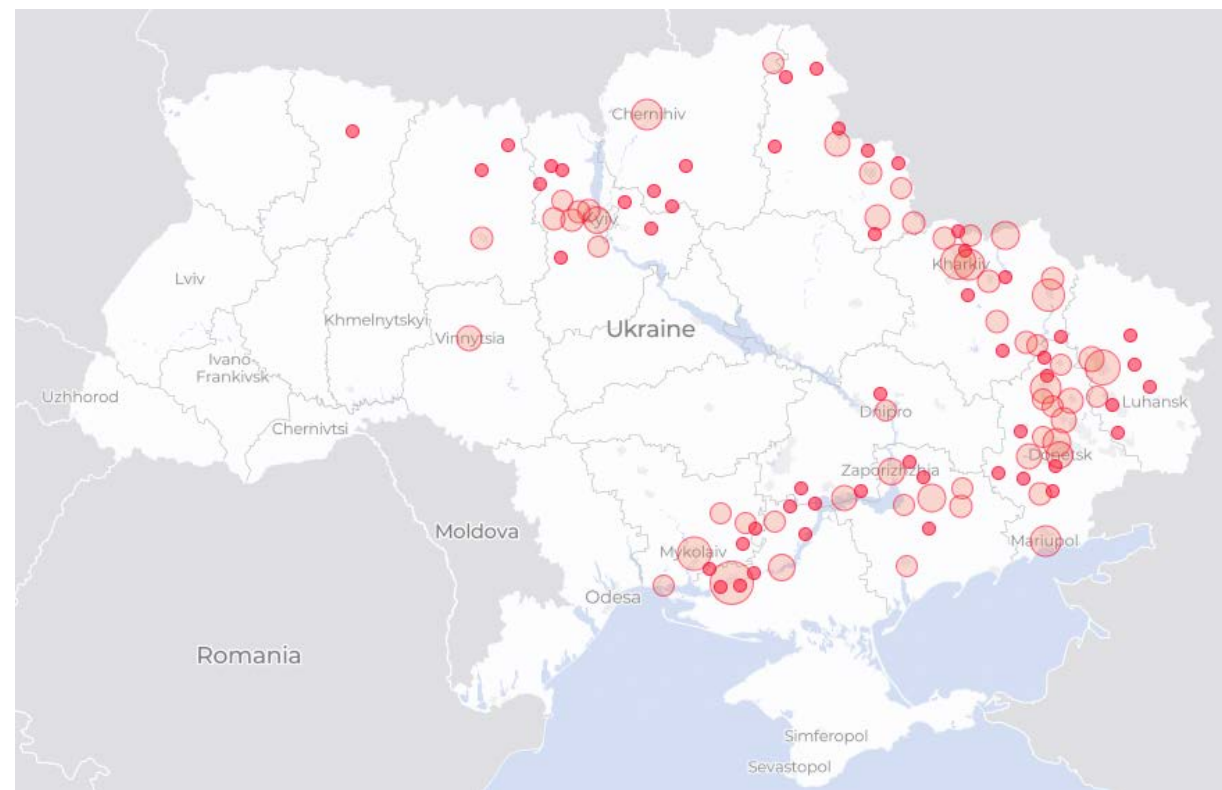 Chernihiv
Kyiv
Lviv
Kharkiv
Khmelnytskyi
Ukraine
Vinnytsia
Ivano-
Frankivsk
Uzhhorod
Luhansk
Dnipro
Chernivtsi
Donetsk
Zaporizhzhia
Moldova
Mariupol
Mykolaiv
Odesa
Romania
Simferopol
Sevastopol